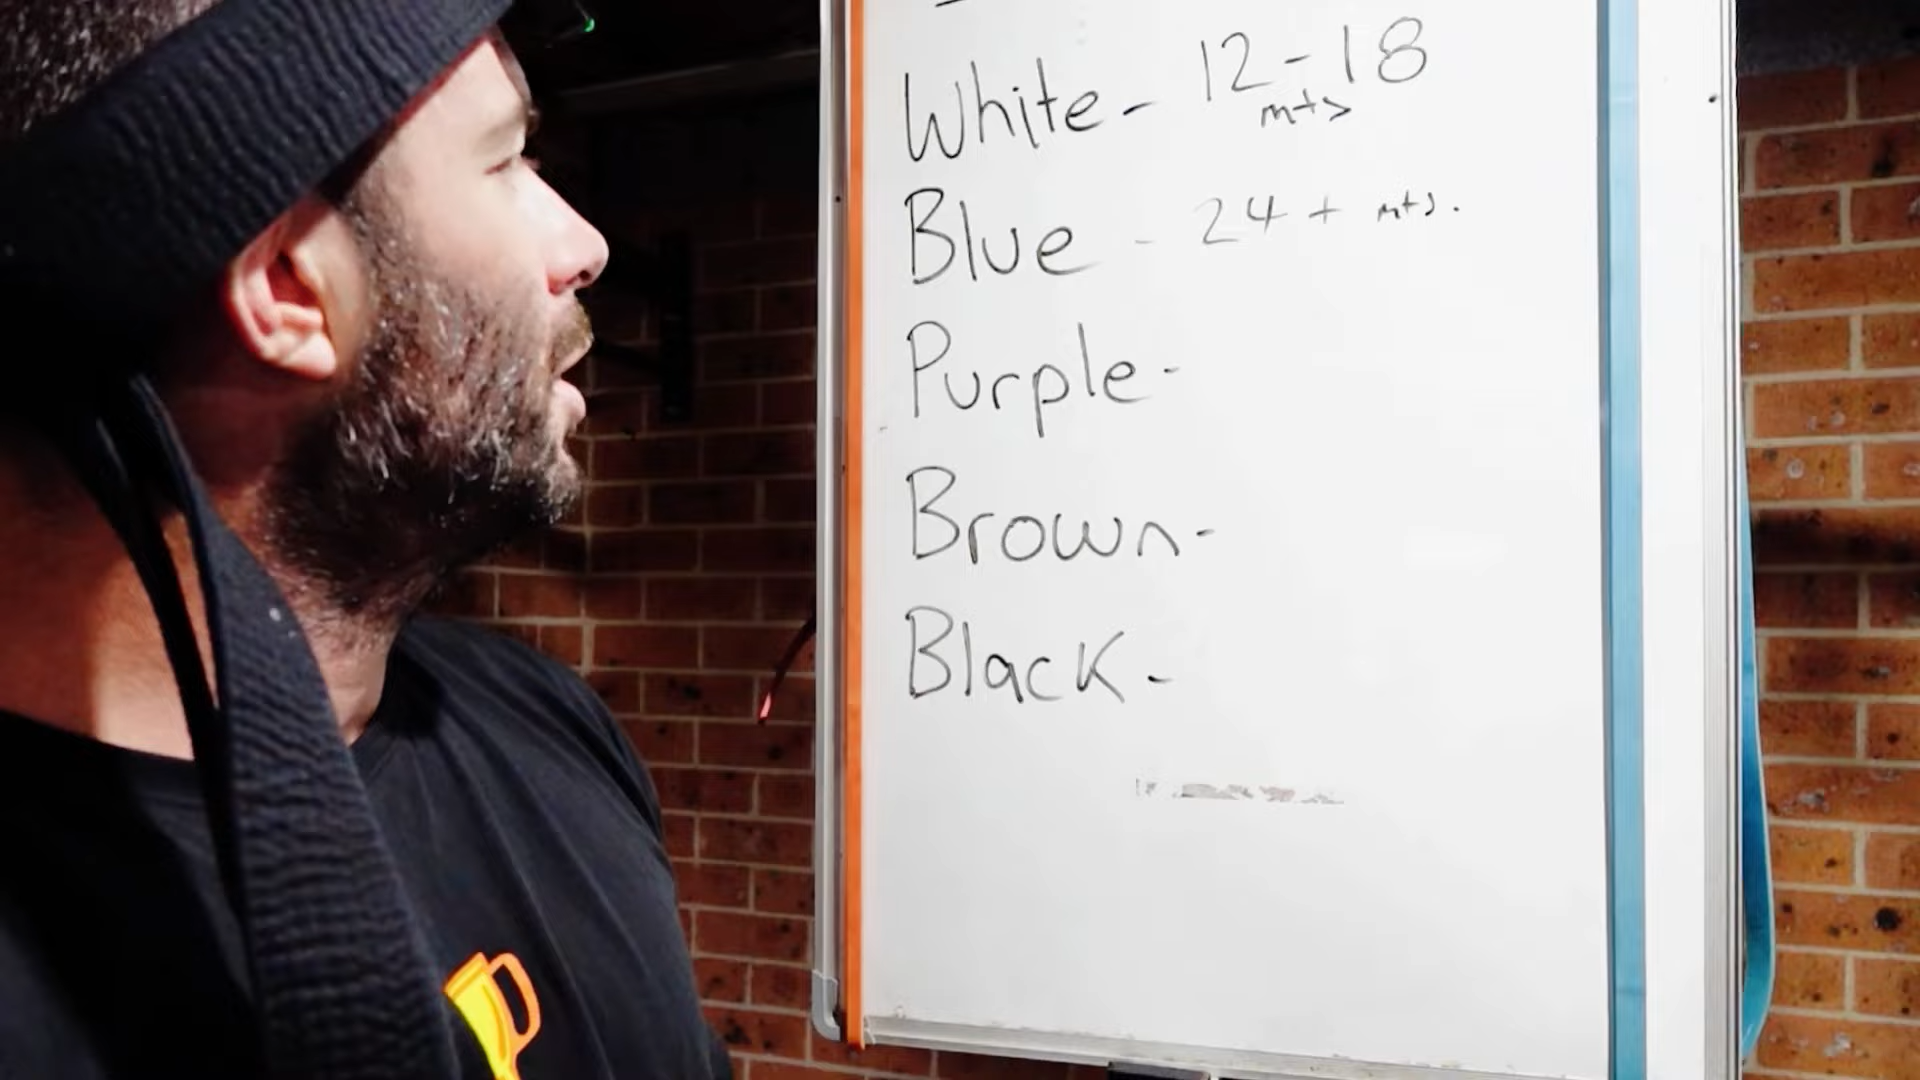 White - 12-18
mts
Blue - 24 + mts.
Purple -
Brown -
Black -